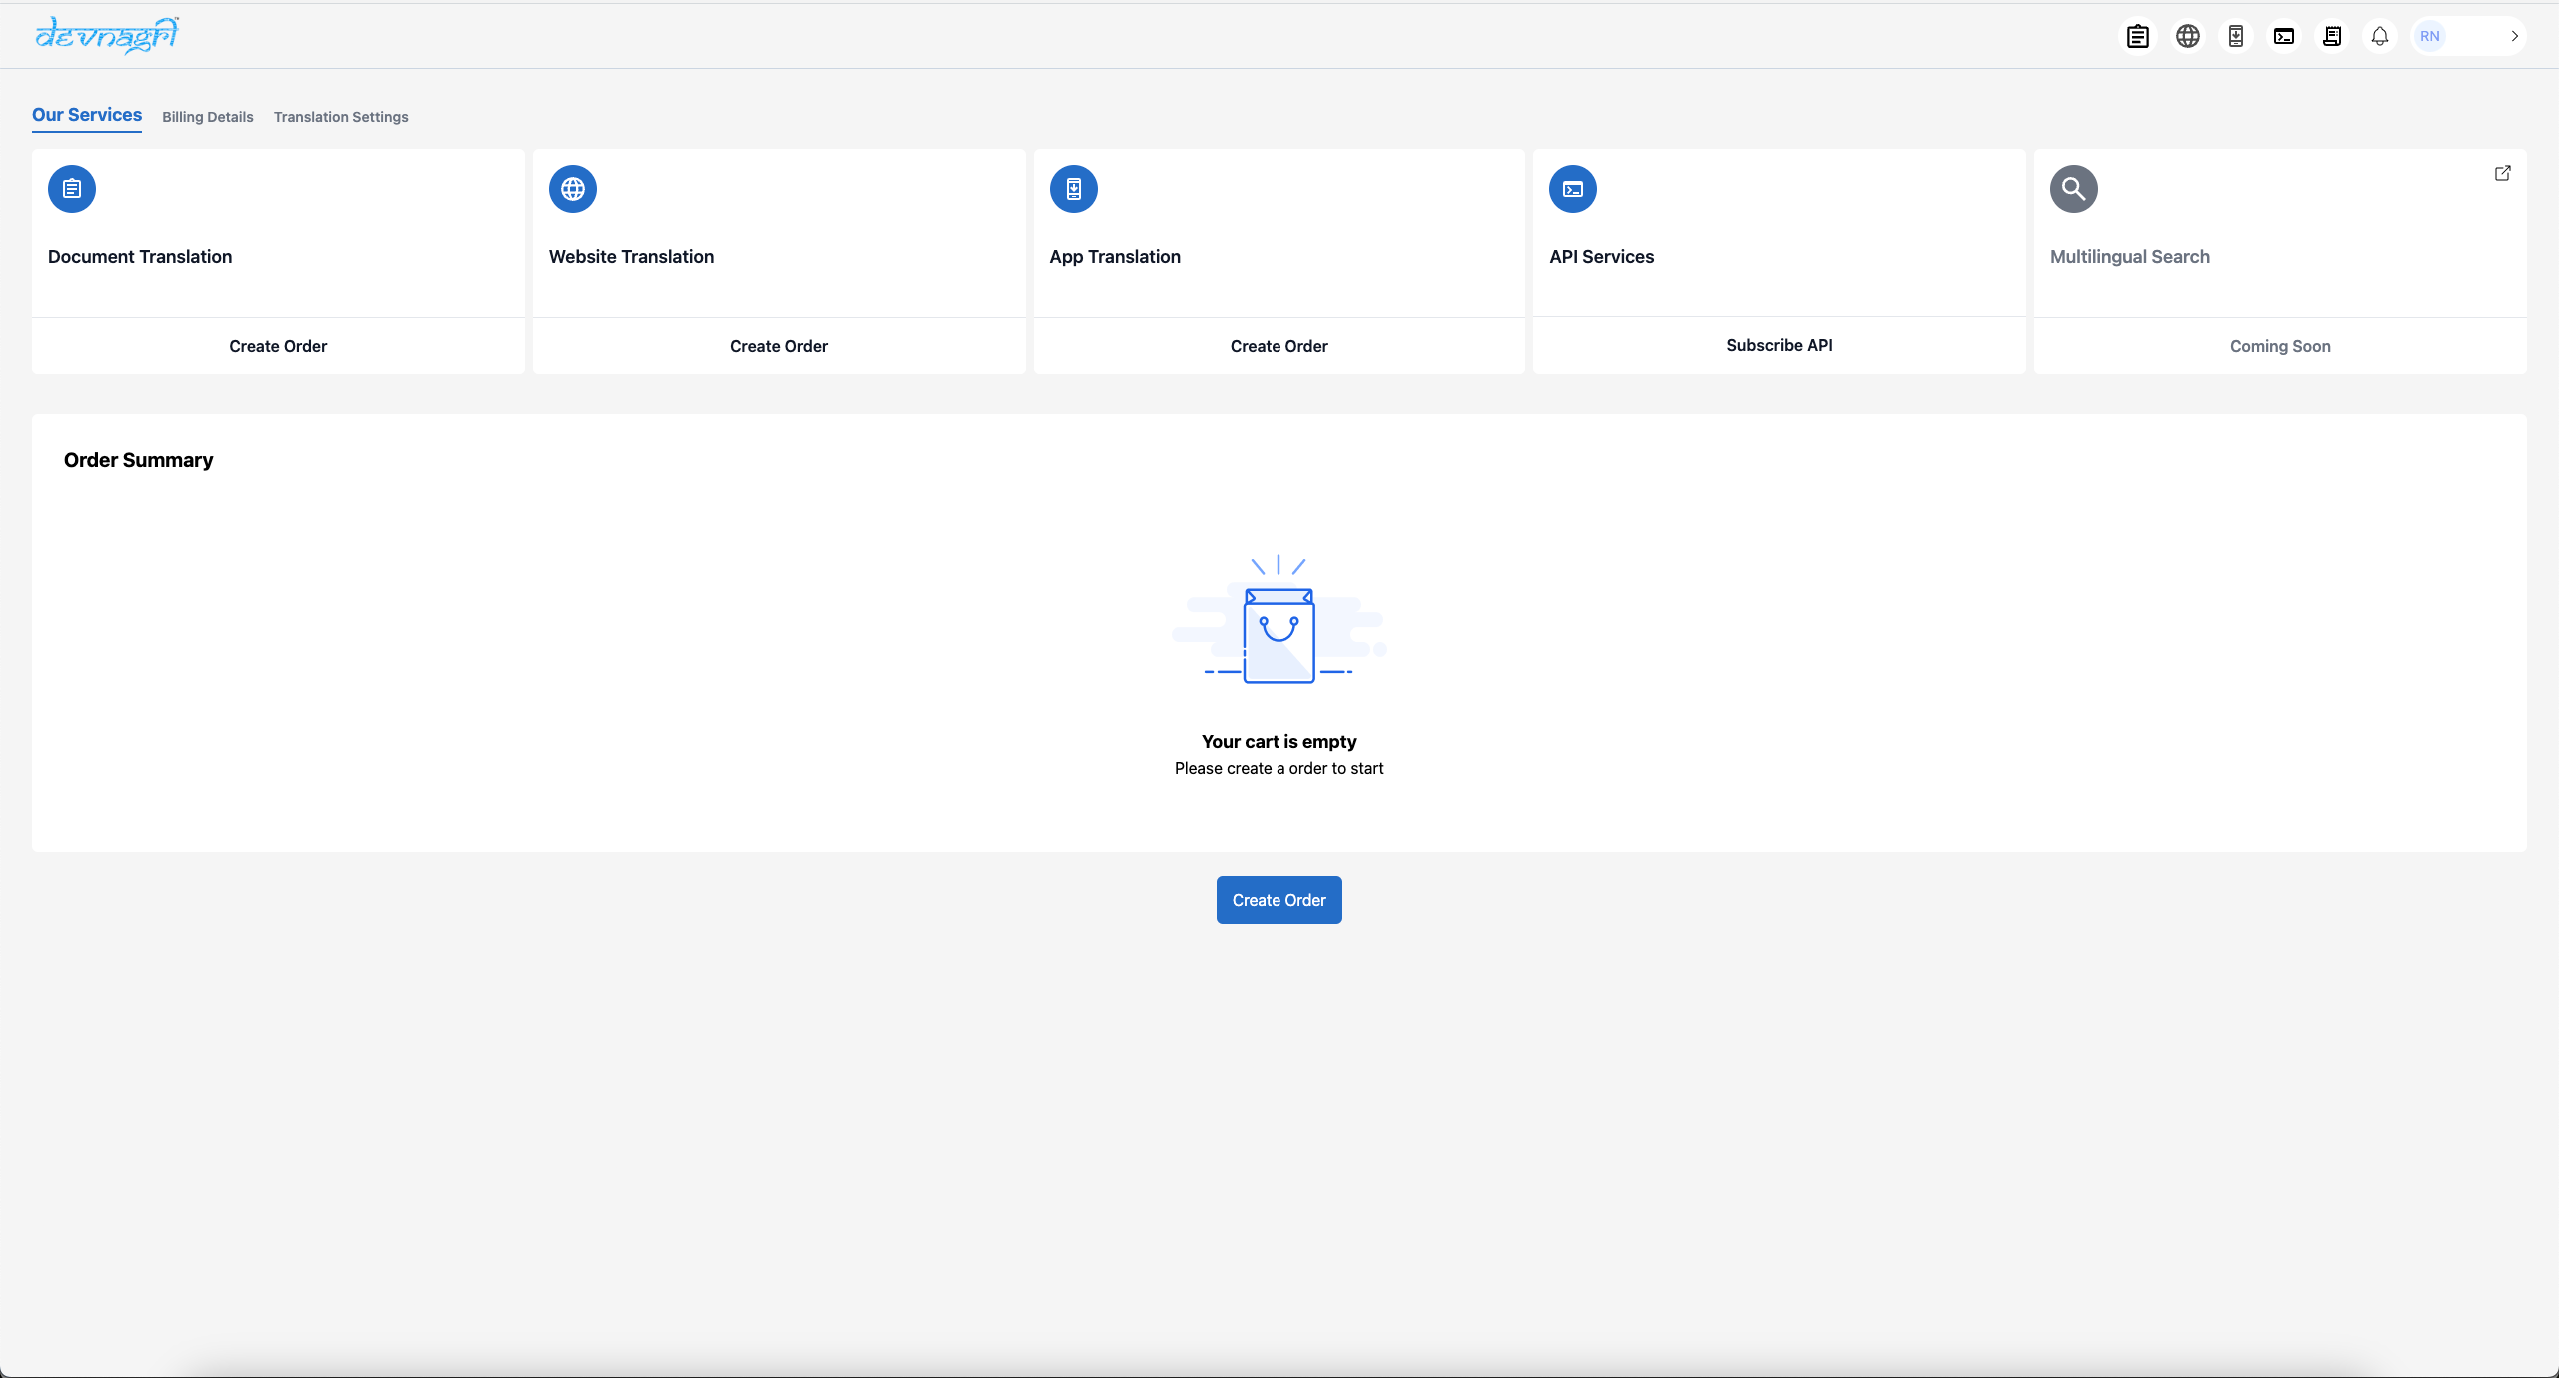 devnagri™
RN
Our Services
Billing Details
Translation Settings
Document Translation
Create Order
Website Translation
Create Order
App Translation
Create Order
API Services
Subscribe API
Multilingual Search
Coming Soon
Order Summary
Your cart is empty
Please create a order to start
Create Order